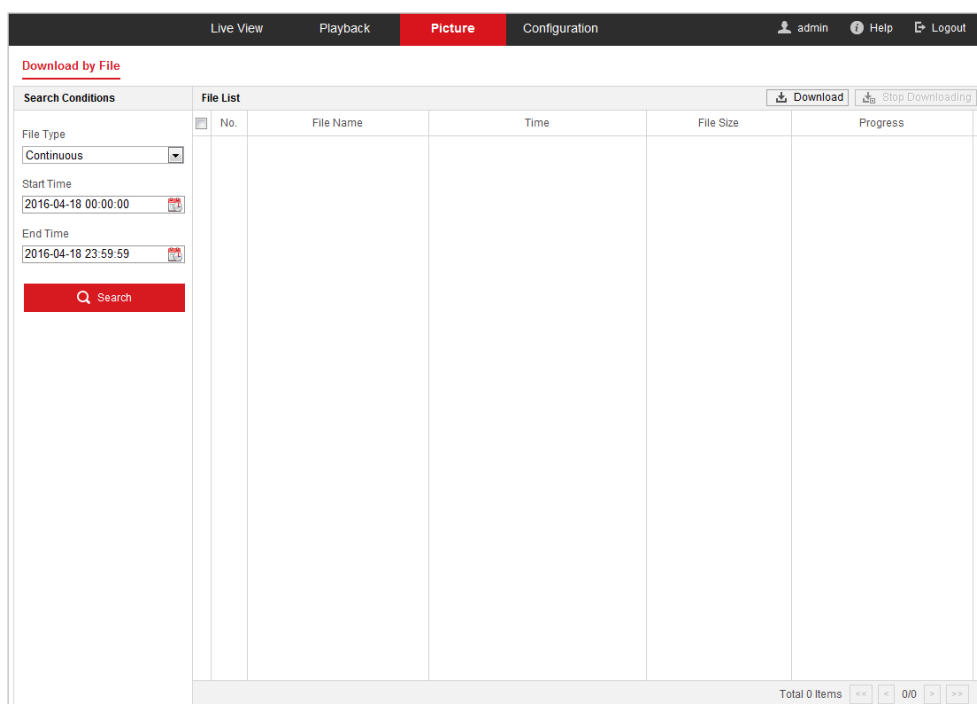 Live View Playback Picture Configuration admin Help Logout
Download by File
Search Conditions
File Type
Continuous
Start Time
2016-04-18 00:00:00
End Time
2016-04-18 23:59:59
Search
File List Download Stop Downloading
No. File Name Time File Size Progress
Total 0 Items << < 0/0 > >>